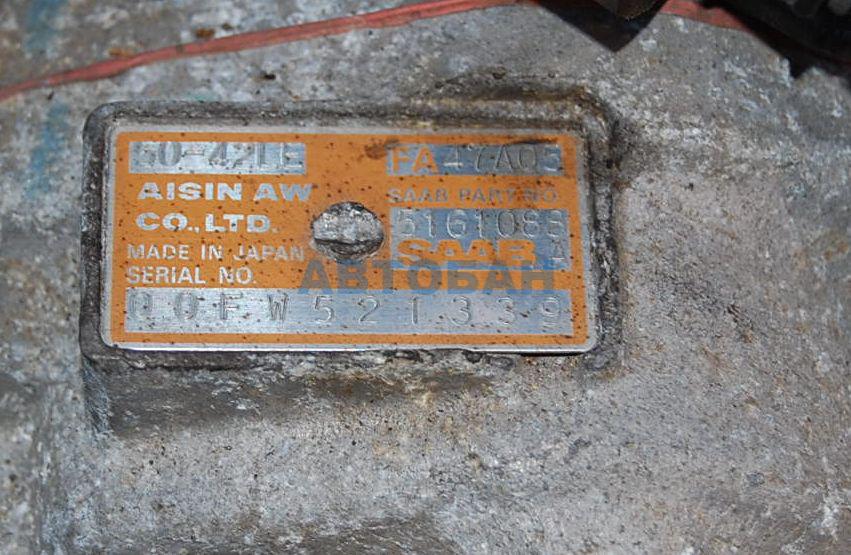 50-42LE FA 47A05
AISIN AW SAAB PART NO.
CO., LTD. 5161088
MADE IN JAPAN SAAB A
SERIAL NO.
АВТОБАН
00FW521339